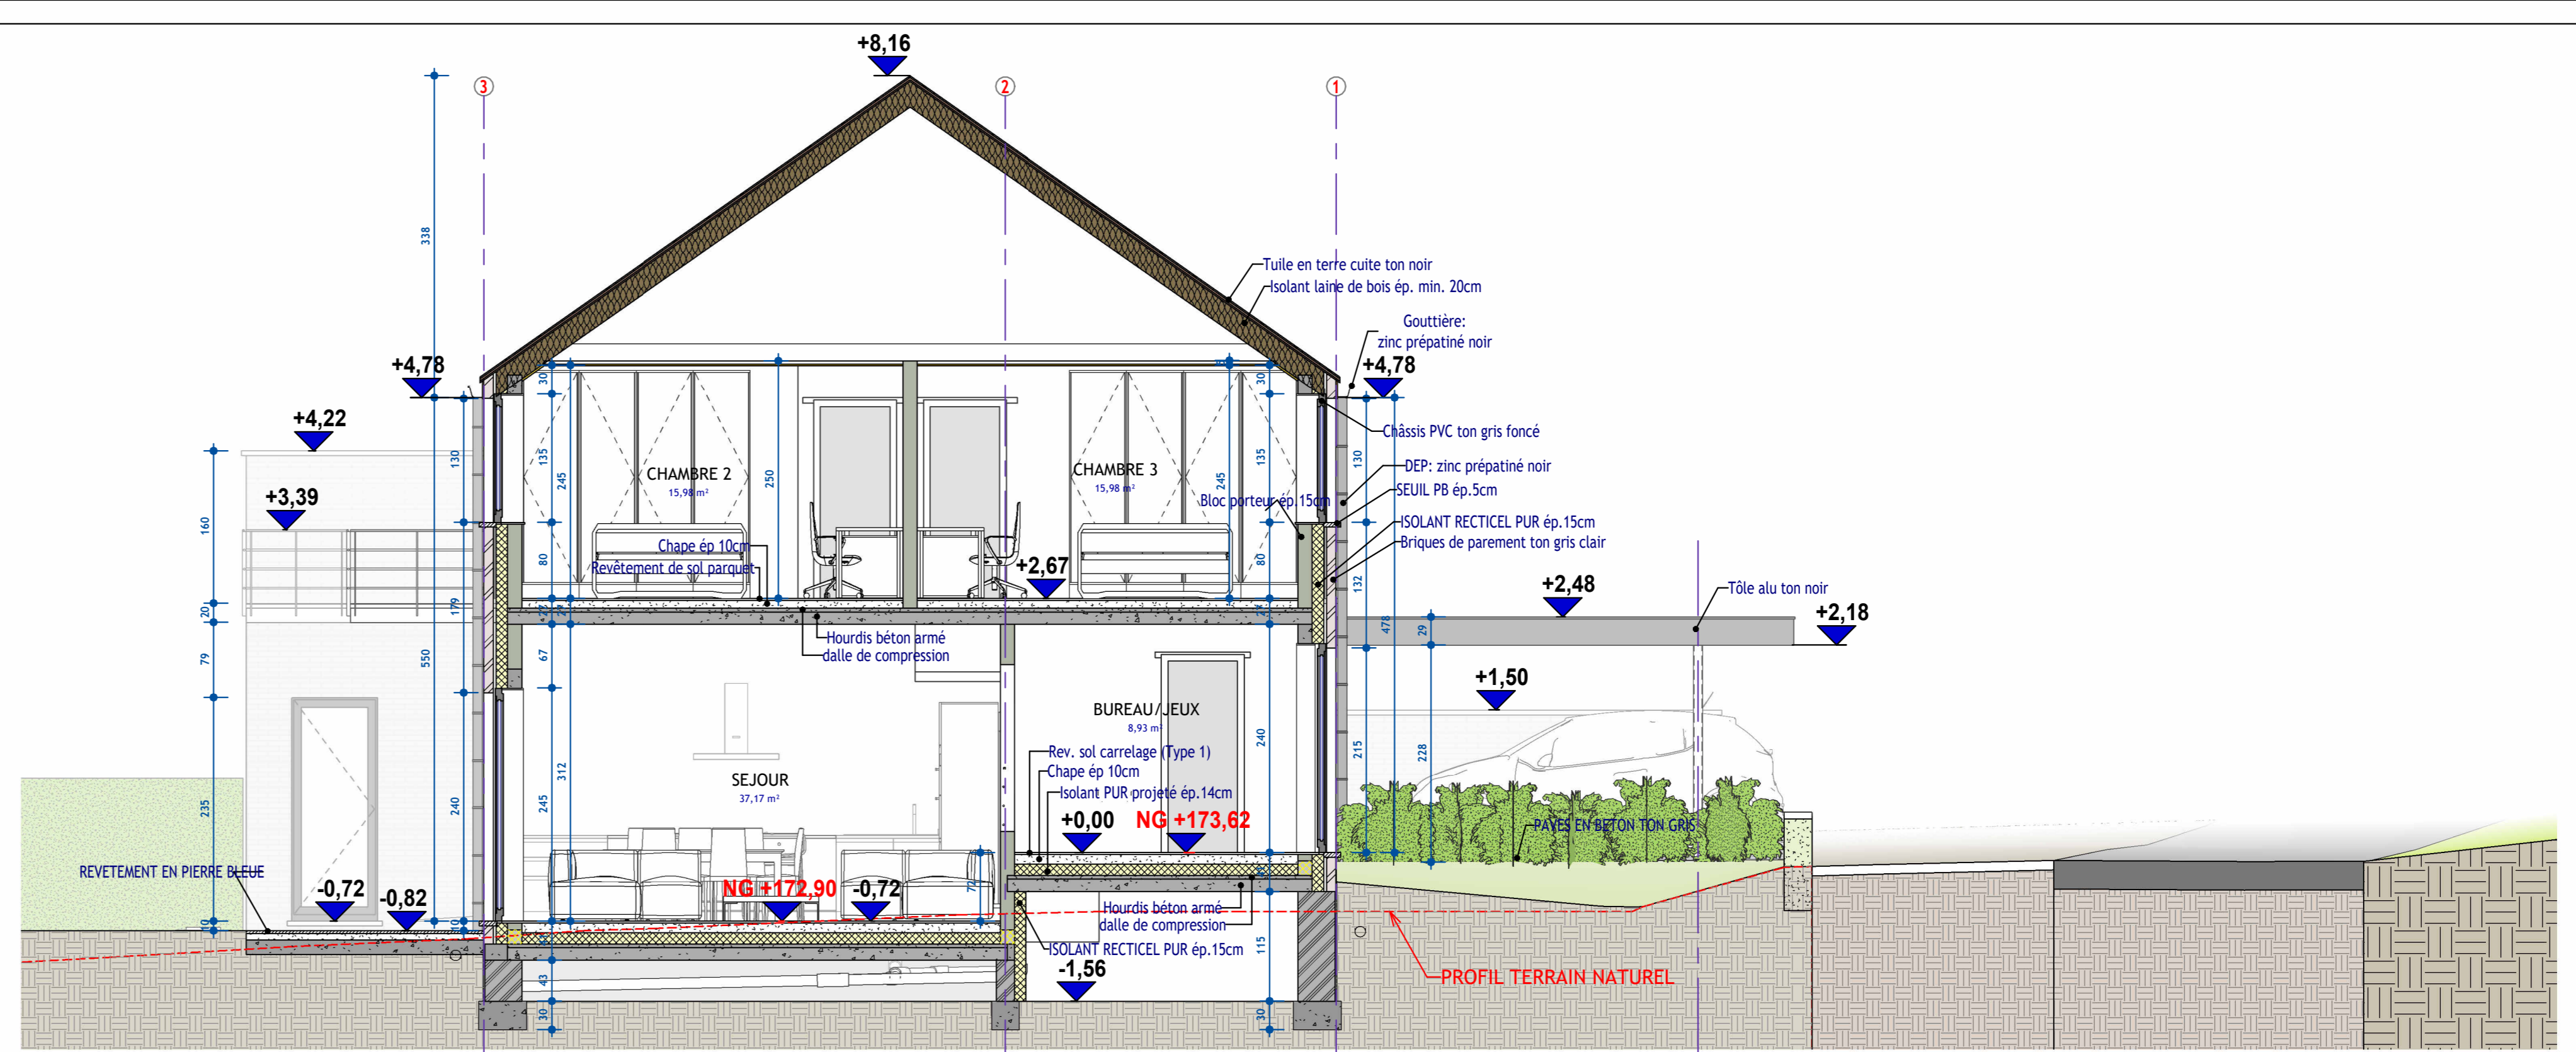 +8,16
3
2
1
338
Tuile en terre cuite ton noir
Isolant laine de bois ép. min. 20cm
Gouttière:
zinc prépatiné noir
+4,78
+4,78
30
30
+4,22
Châssis PVC ton gris foncé
130
135
245
250
245
135
130
CHAMBRE 2
15,98 m²
CHAMBRE 3
15,98 m²
DEP: zinc prépatiné noir
SEUIL PB ép.5cm
+3,39
Bloc porteur ép.15cm
160
ISOLANT RECTICEL PUR ép.15cm
Briques de parement ton gris clair
Chape ép 10cm
Revêtement de sol parquet
80
80
+2,67
132
+2,48
Tôle alu ton noir
+2,18
20
179
27
27
27
478
29
Hourdis béton armé
dalle de compression
79
550
67
+1,50
BUREAU/JEUX
8,93 m²
240
215
228
Rev. sol carrelage (Type 1)
Chape ép 10cm
Isolant PUR projeté ép.14cm
SEJOUR
37,17 m²
312
235
240
245
+0,00
NG +173,62
PAVES EN BETON TON GRIS
REVETEMENT EN PIERRE BLEUE
-0,72
-0,82
NG +172,90
-0,72
72
10
10
Hourdis béton armé
dalle de compression
ISOLANT RECTICEL PUR ép.15cm
115
-1,56
43
PROFIL TERRAIN NATUREL
30
30